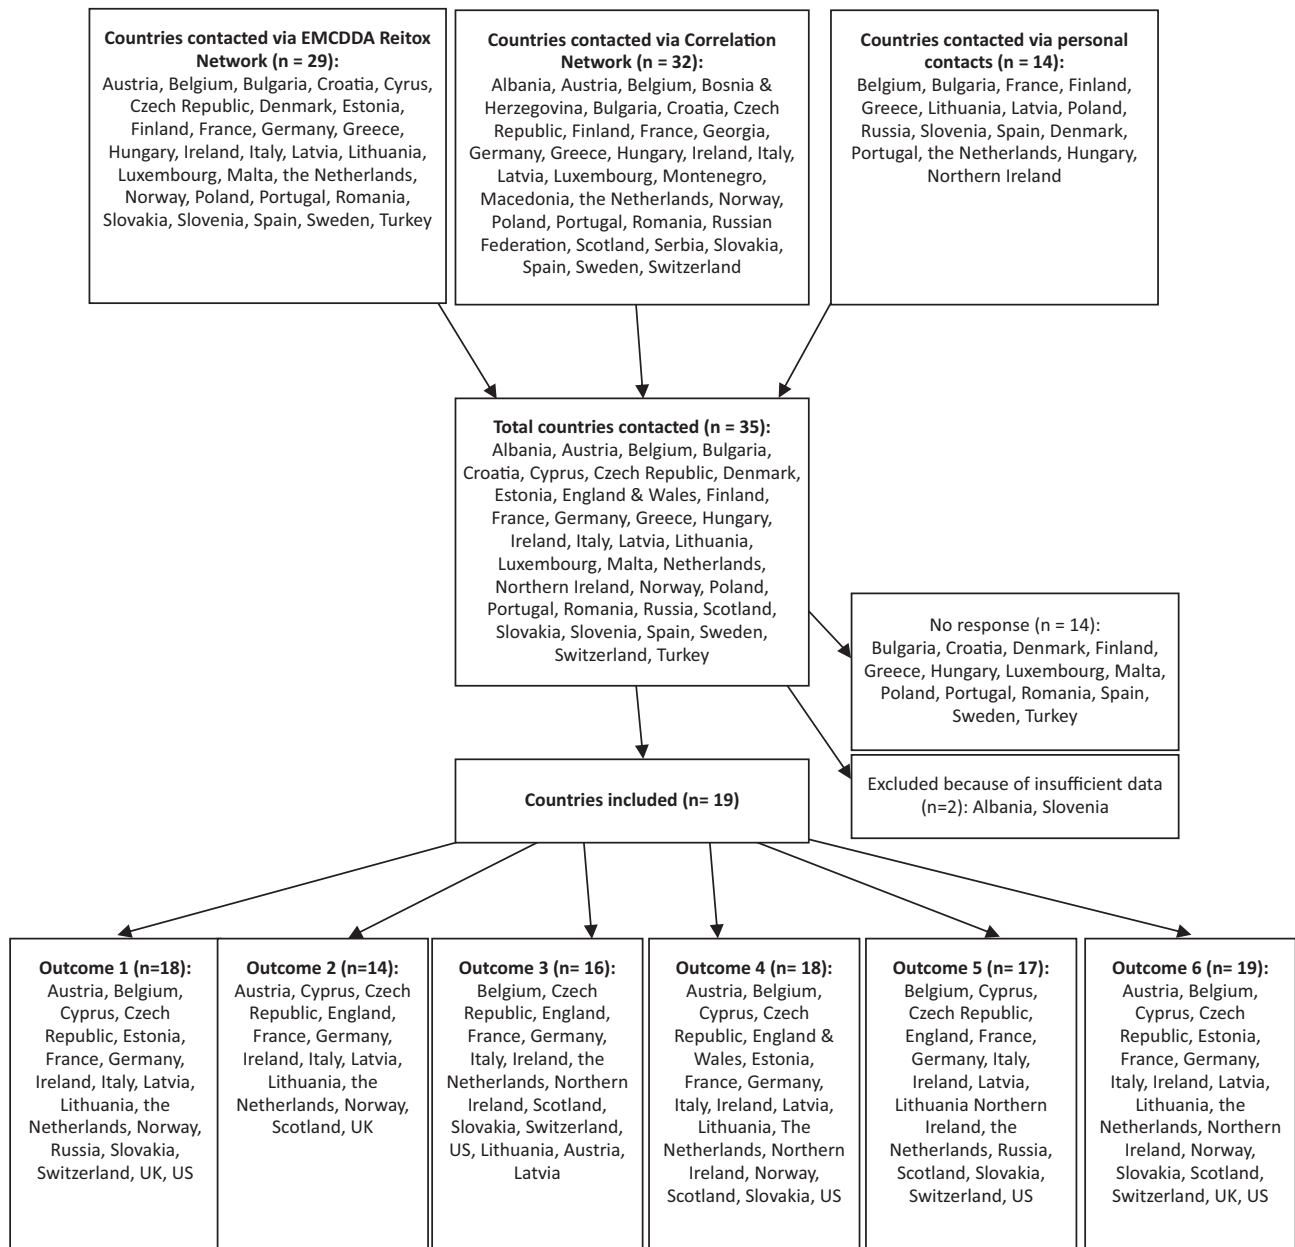 Countries contacted via EMCDDA Reitox
Network (n = 29):
Austria, Belgium, Bulgaria, Croatia, Cyrus,
Czech Republic, Denmark, Estonia,
Finland, France, Germany, Greece,
Hungary, Ireland, Italy, Latvia, Lithuania,
Luxembourg, Malta, the Netherlands,
Norway, Poland, Portugal, Romania,
Slovakia, Slovenia, Spain, Sweden, Turkey
Countries contacted via Correlation
Network (n = 32):
Albania, Austria, Belgium, Bosnia &
Herzegovina, Bulgaria, Croatia, Czech
Republic, Finland, France, Georgia,
Germany, Greece, Hungary, Ireland, Italy,
Latvia, Luxembourg, Montenegro,
Macedonia, the Netherlands, Norway,
Poland, Portugal, Romania, Russian
Federation, Scotland, Serbia, Slovakia,
Spain, Sweden, Switzerland
Countries contacted via personal
contacts (n = 14):
Belgium, Bulgaria, France, Finland,
Greece, Lithuania, Latvia, Poland,
Russia, Slovenia, Spain, Denmark,
Portugal, the Netherlands, Hungary,
Northern Ireland
Total countries contacted (n = 35):
Albania, Austria, Belgium, Bulgaria,
Croatia, Cyprus, Czech Republic, Denmark,
Estonia, England & Wales, Finland,
France, Germany, Greece, Hungary,
Ireland, Italy, Latvia, Lithuania,
Luxembourg, Malta, Netherlands,
Northern Ireland, Norway, Poland,
Portugal, Romania, Russia, Scotland,
Slovakia, Slovenia, Spain, Sweden,
Switzerland, Turkey
No response (n = 14):
Bulgaria, Croatia, Denmark, Finland,
Greece, Hungary, Luxembourg, Malta,
Poland, Portugal, Romania, Spain,
Sweden, Turkey
Excluded because of insufficient data
(n=2): Albania, Slovenia
Countries included (n= 19)
Outcome 1 (n=18):
Austria, Belgium,
Cyprus, Czech
Republic, Estonia,
France, Germany,
Ireland, Italy, Latvia,
Lithuania, the
Netherlands, Norway,
Russia, Slovakia,
Switzerland, UK, US
Outcome 2 (n=14):
Austria, Cyprus, Czech
Republic, England,
France, Germany,
Ireland, Italy, Latvia,
Lithuania, the
Netherlands, Norway,
Scotland, UK
Outcome 3 (n= 16):
Belgium, Czech
Republic, England,
France, Germany,
Italy, Ireland, the
Netherlands, Northern
Ireland, Scotland,
Slovakia, Switzerland,
US, Lithuania, Austria,
Latvia
Outcome 4 (n= 18):
Austria, Belgium,
Cyprus, Czech
Republic, England &
Wales, Estonia,
France, Germany,
Italy, Ireland, Latvia,
Lithuania, The
Netherlands, Northern
Ireland, Norway,
Scotland, Slovakia, US
Outcome 5 (n= 17):
Belgium, Cyprus,
Czech Republic,
England, France,
Germany, Italy,
Ireland, Latvia,
Lithuania Northern
Ireland, the
Netherlands, Russia,
Scotland, Slovakia,
Switzerland, US
Outcome 6 (n= 19):
Austria, Belgium,
Cyprus, Czech
Republic, Estonia,
France, Germany,
Italy, Ireland, Latvia,
Lithuania, the
Netherlands, Northern
Ireland, Norway,
Slovakia, Scotland,
Switzerland, UK, US